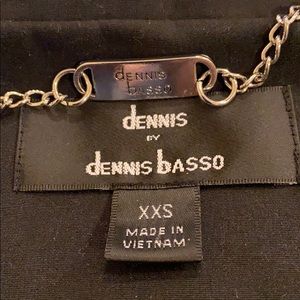 dENNIS
basso
dENNIS
BY
dENNIS basso
XXS
MADE IN
VIETNAM